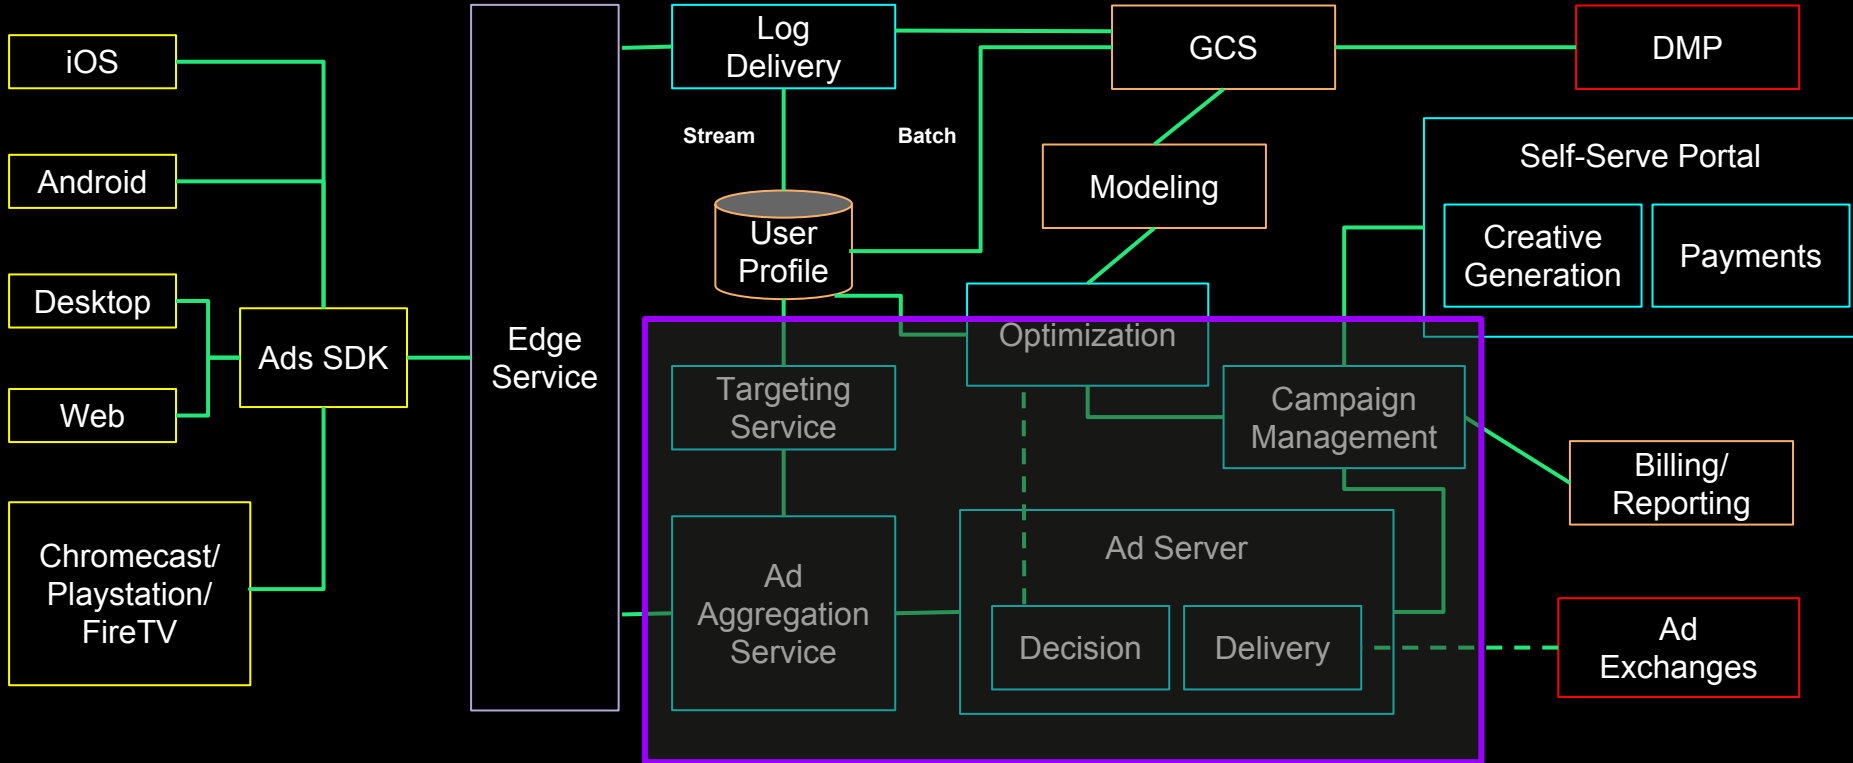 iOS
Android
Desktop
Web
Chromecast/
Playstation/
FireTV
Ads SDK
Edge
Service
Log
Delivery
Stream
Batch
User
Profile
GCS
DMP
Modeling
Self-Serve Portal
Creative
Generation
Payments
Optimization
Targeting
Service
Campaign
Management
Billing/
Reporting
Ad
Aggregation
Service
Ad Server
Decision
Delivery
Ad
Exchanges